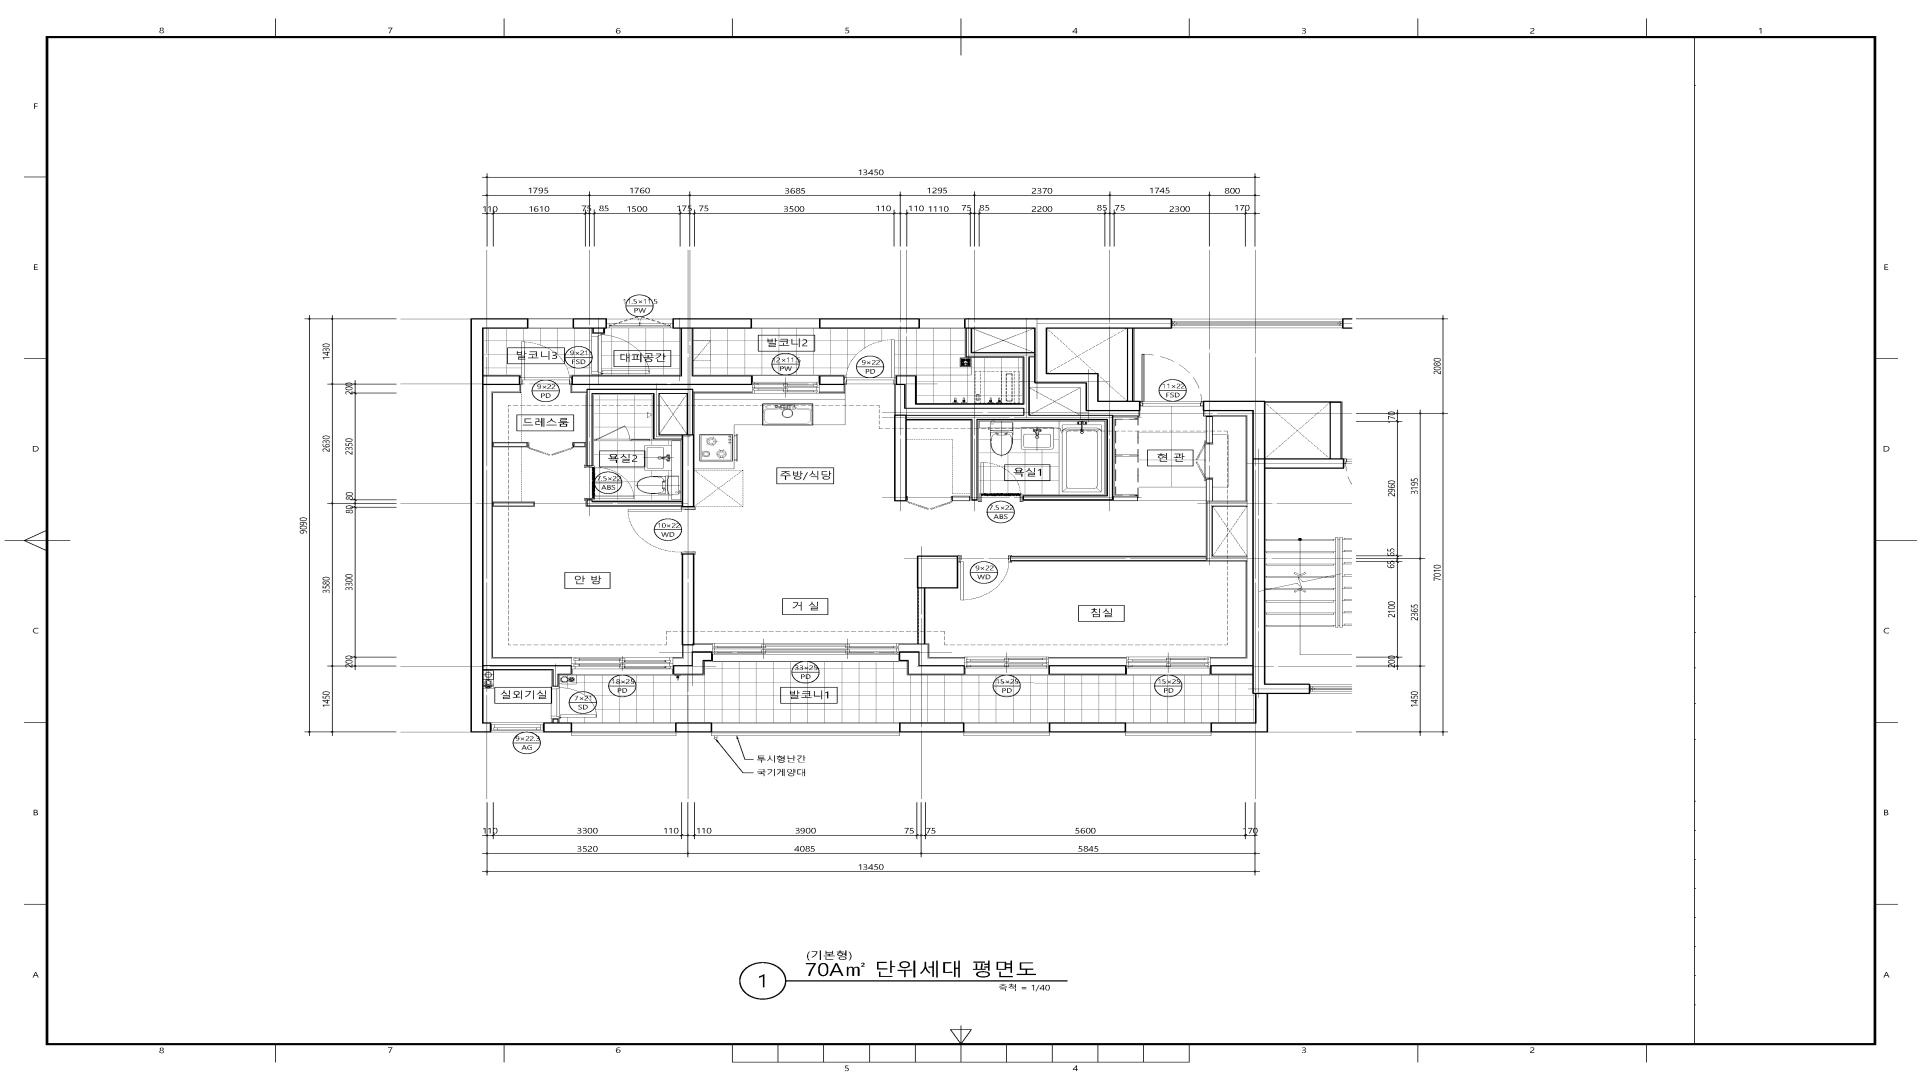 8 7 6 5 4 3 2 1
F
E E
D D
C C
B B
A A
13450
1795 1760 3685 1295 2370 1745 800
110 1610 75 85 1500 175 75 3500 110 110 1110 75 85 2200 85 75 2300 170
11.5×11.5
PW
발코니3
9×21
FSD
대피공간
발코니2
12×11.5
PW
9×22
PD
9×22
PD
11×22
FSD
드레스룸
욕실2
7.5×22
ABS
주방/식당
욕실1
7.5×22
ABS
현 관
10×22
WD
안 방
거 실
9×22
WD
침실
실외기실
7×21
SD
18×25
PD
33×25
PD
발코니1
15×25
PD
15×25
PD
9×22.3
AG
투시형난간
국기게양대
9090
1430
2630
3580
1450
200
2350
80
80
3300
200
70
2960
65
65
2100
200
3195
2365
1450
2080
7010
110 3300 110 110 3900 75 75 5600 170
3520 4085 5845
13450
(기본형)
1 70Am² 단위세대 평면도
축척 = 1/40
8 7 6 5 4 3 2